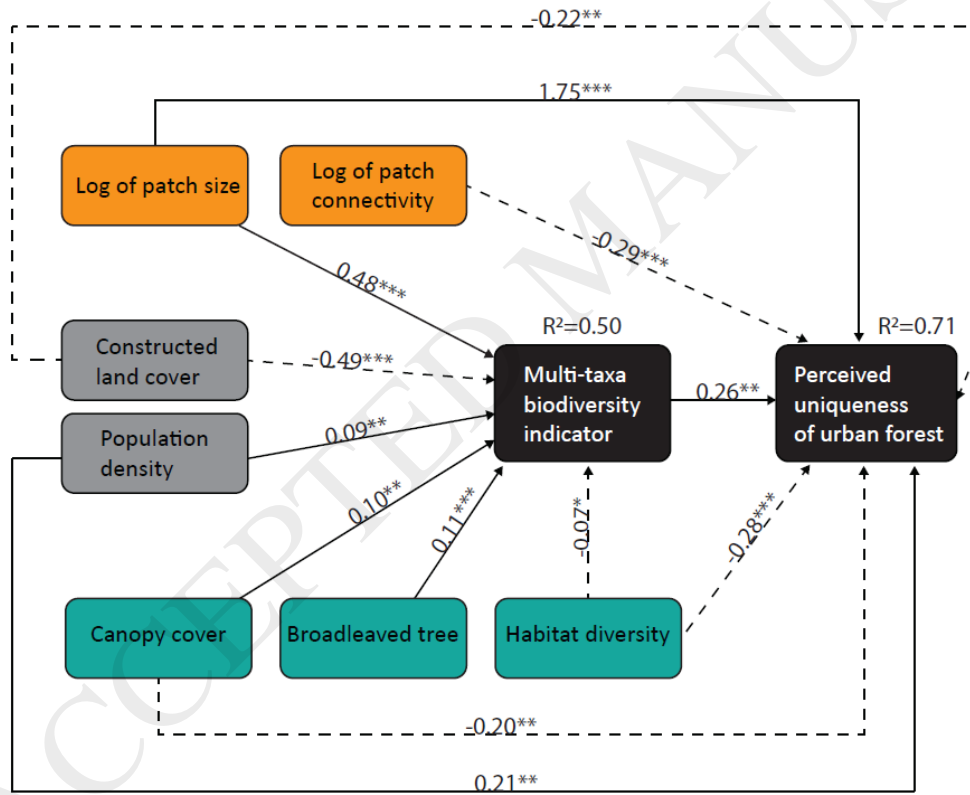 -0.22**
1.75***
Log of patch size
Log of patch
connectivity
-0.29***
0.48***
R²=0.50
R²=0.71
Constructed
land cover
-0.49***
Multi-taxa
biodiversity
indicator
0.26**
Perceived
uniqueness
of urban forest
Population
density
0.09**
0.10**
0.11***
-0.07*
-0.28***
Canopy cover
Broadleaved tree
Habitat diversity
-0.20**
0.21**
CCEPTED MANUS